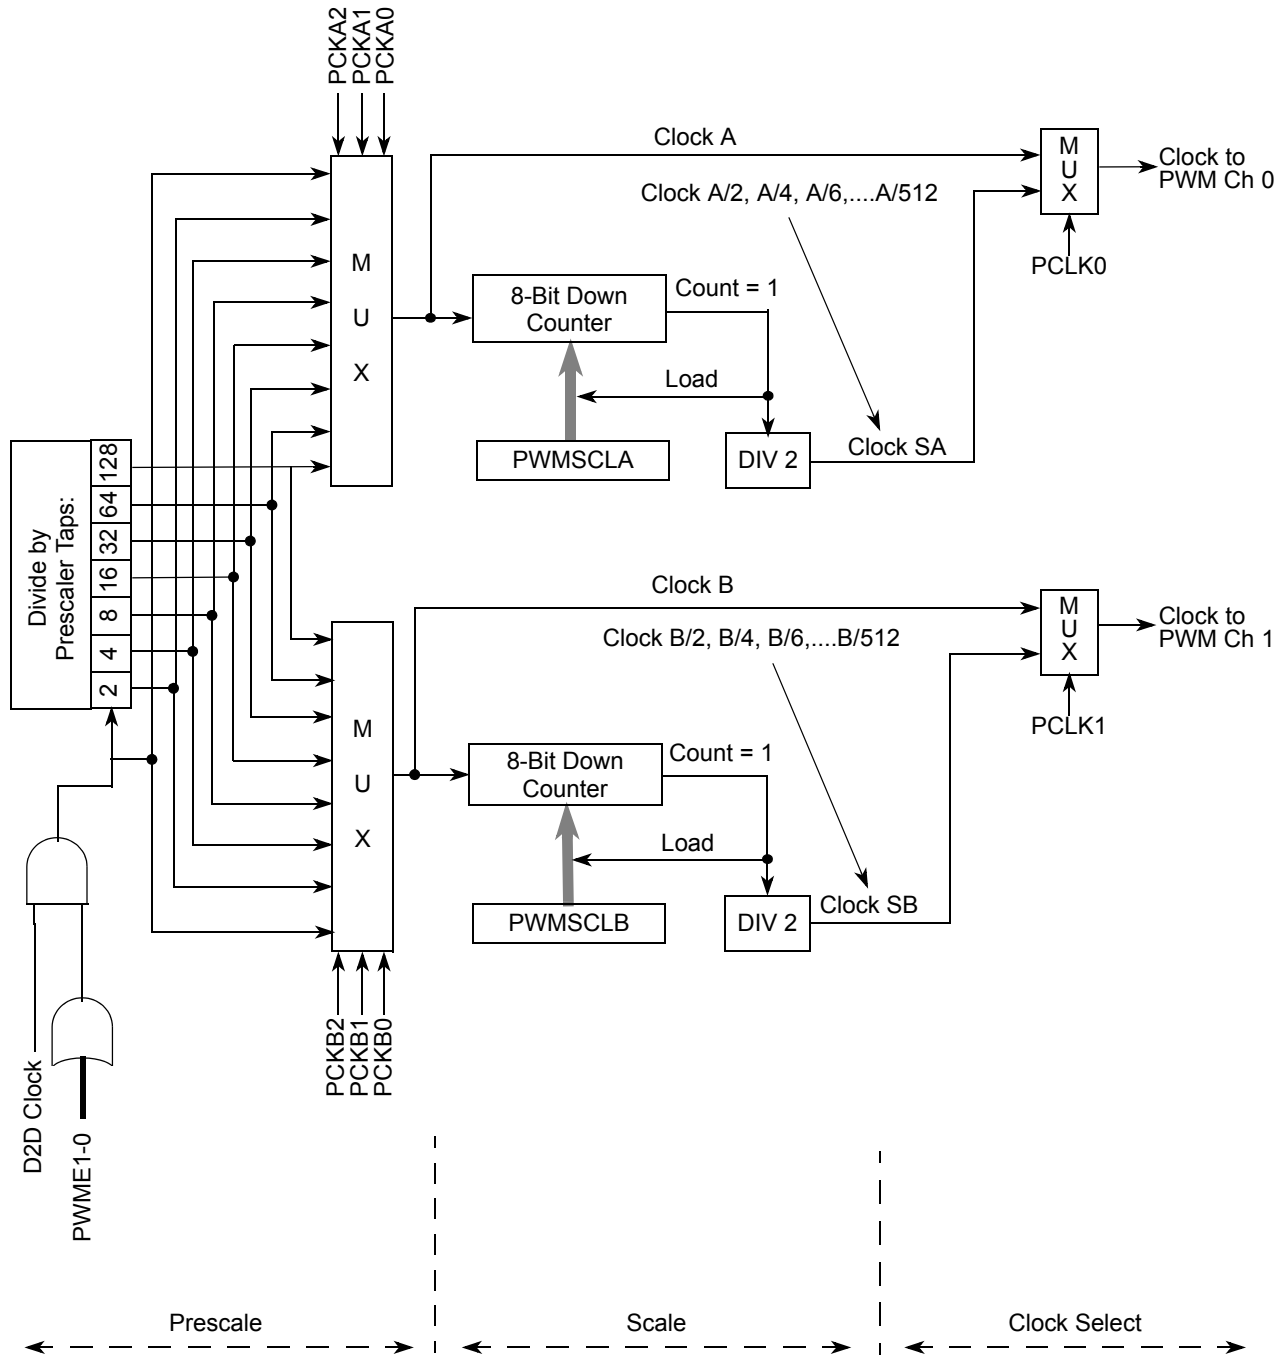 PCKA2
PCKA1
PCKA0
Clock A
M
U
X
Clock to
PWM Ch 0
Clock A/2, A/4, A/6,....A/512
PCLK0
M
U
X
8-Bit Down
Counter
Count = 1
Load
PWMSCLA
DIV 2
Clock SA
Divide by
Prescaler Taps:
128
64
32
16
8
4
2
Clock B
M
U
X
Clock to
PWM Ch 1
Clock B/2, B/4, B/6,....B/512
PCLK1
M
U
X
8-Bit Down
Counter
Count = 1
Load
PWMSCLB
DIV 2
Clock SB
PCKB2
PCKB1
PCKB0
D2D Clock
PWME1-0
Prescale
Scale
Clock Select